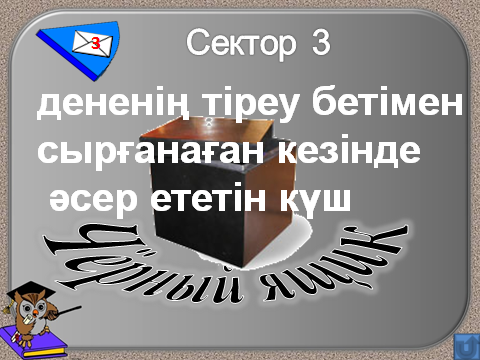 3
Сектор 3
дененің тіреу бетімен
сырғанаған кезінде
әсер ететін күш
Чёрный ящик